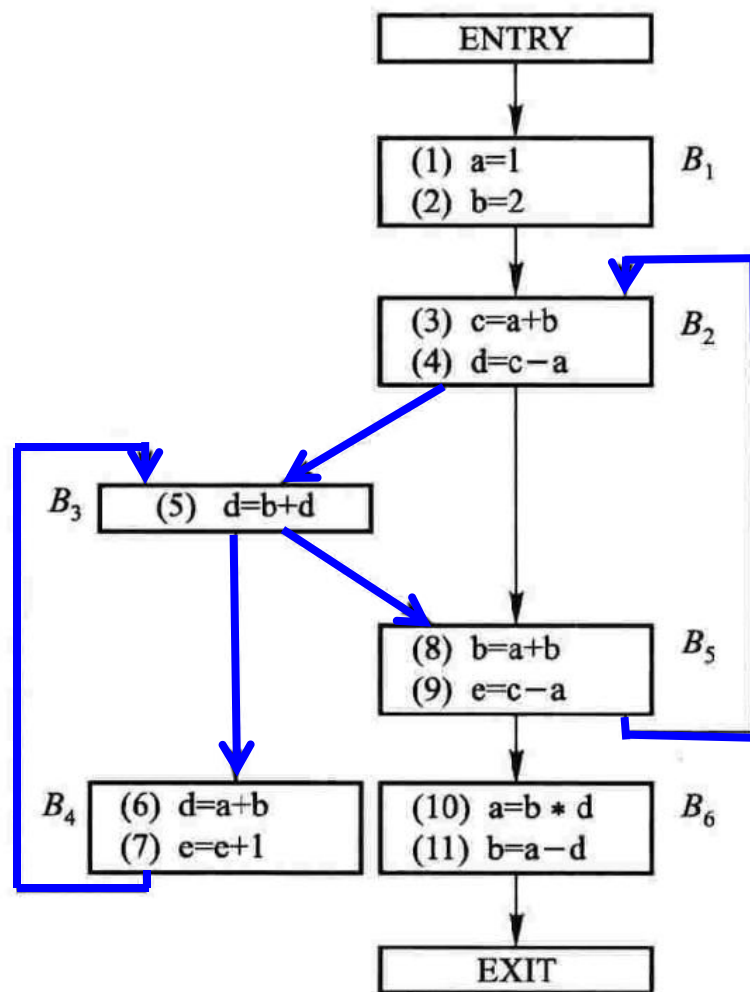 ENTRY
(1) a=1
(2) b=2
B₁
(3) c=a+b
(4) d=c−a
B₂
B₃
(5) d=b+d
(8) b=a+b
(9) e=c−a
B₅
B₄
(6) d=a+b
(7) e=e+1
(10) a=b * d
(11) b=a−d
B₆
EXIT